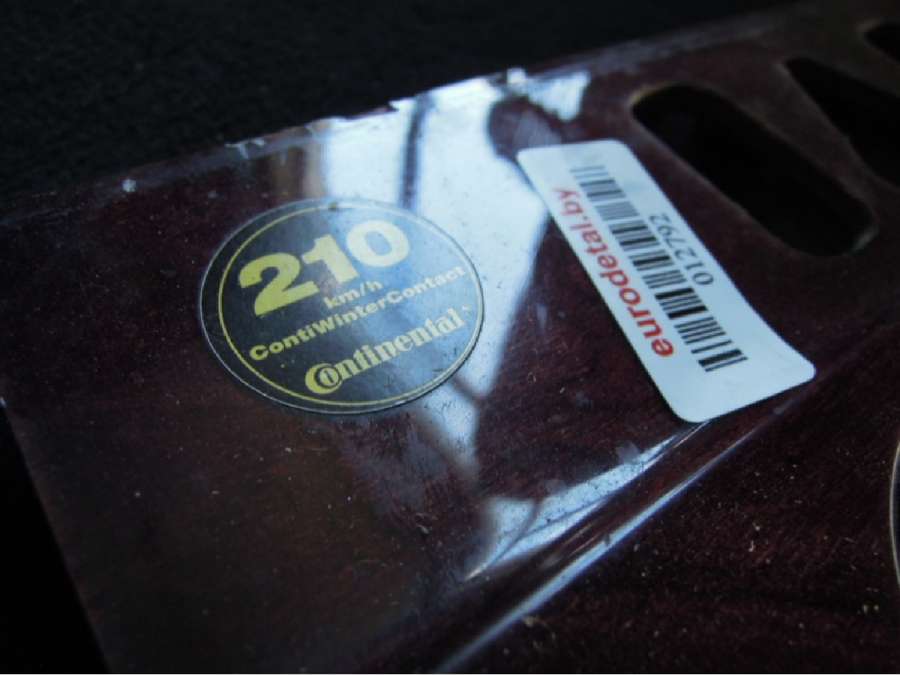 210
km/h
ContiWinterContact
Continental
eurodetal.by
012792